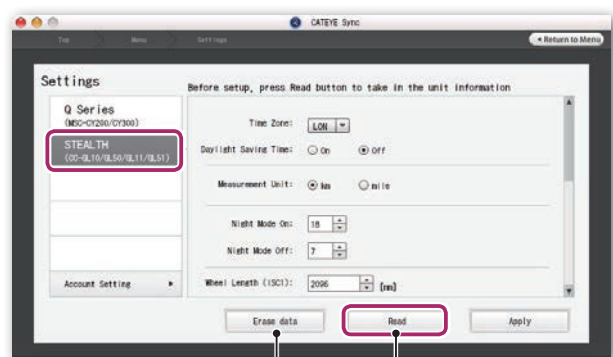 CATEYE Sync
Top Menu Settings
◂ Return to Menu
Settings
Before setup, press Read button to take in the unit information
Q Series
(MSC-CY200/CY300)
STEALTH
(CC-GL10/GL50/GL11/GL51)
Account Setting
Time Zone: LON
Daylight Saving Time: On Off
Measurement Unit: km mile
Night Mode On: 18
Night Mode Off: 7
Wheel Length (ISC1): 2096 [mm]
Erase data Read Apply